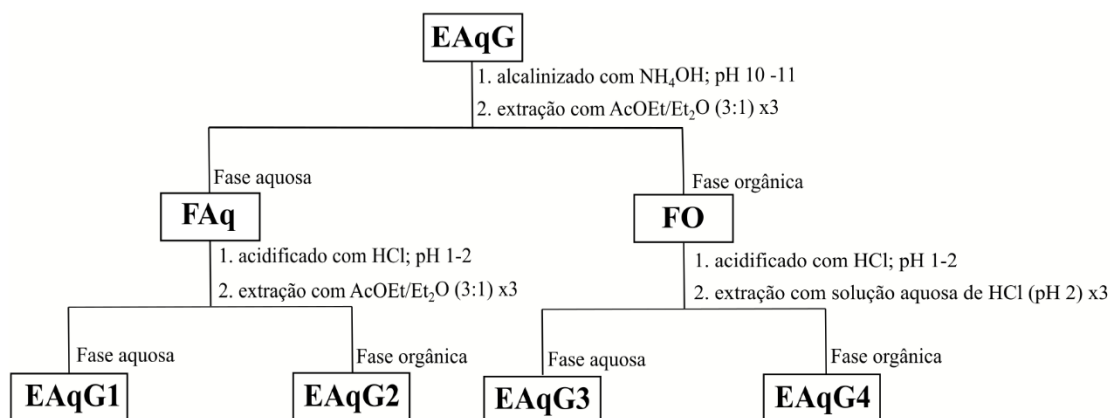 EAqG
1. alcalinizado com NH₄OH; pH 10 -11
2. extração com AcOEt/Et₂O (3:1) x3
Fase aquosa
Fase orgânica
FAq
FO
1. acidificado com HCl; pH 1-2
2. extração com AcOEt/Et₂O (3:1) x3
1. acidificado com HCl; pH 1-2
2. extração com solução aquosa de HCl (pH 2) x3
Fase aquosa
Fase orgânica
Fase aquosa
Fase orgânica
EAqG1
EAqG2
EAqG3
EAqG4